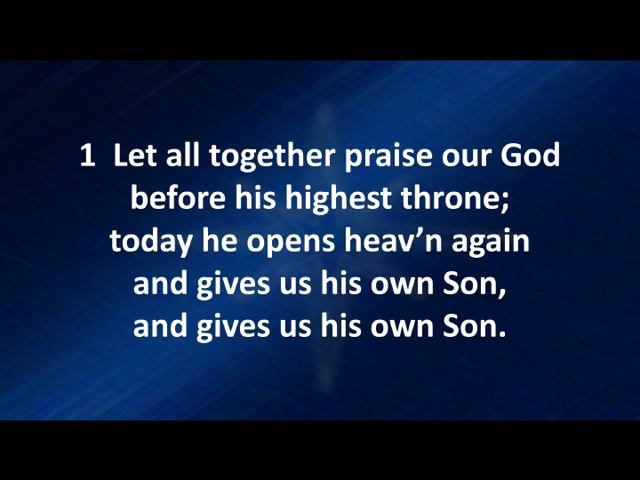 1 Let all together praise our God
before his highest throne;
today he opens heav’n again
and gives us his own Son,
and gives us his own Son.